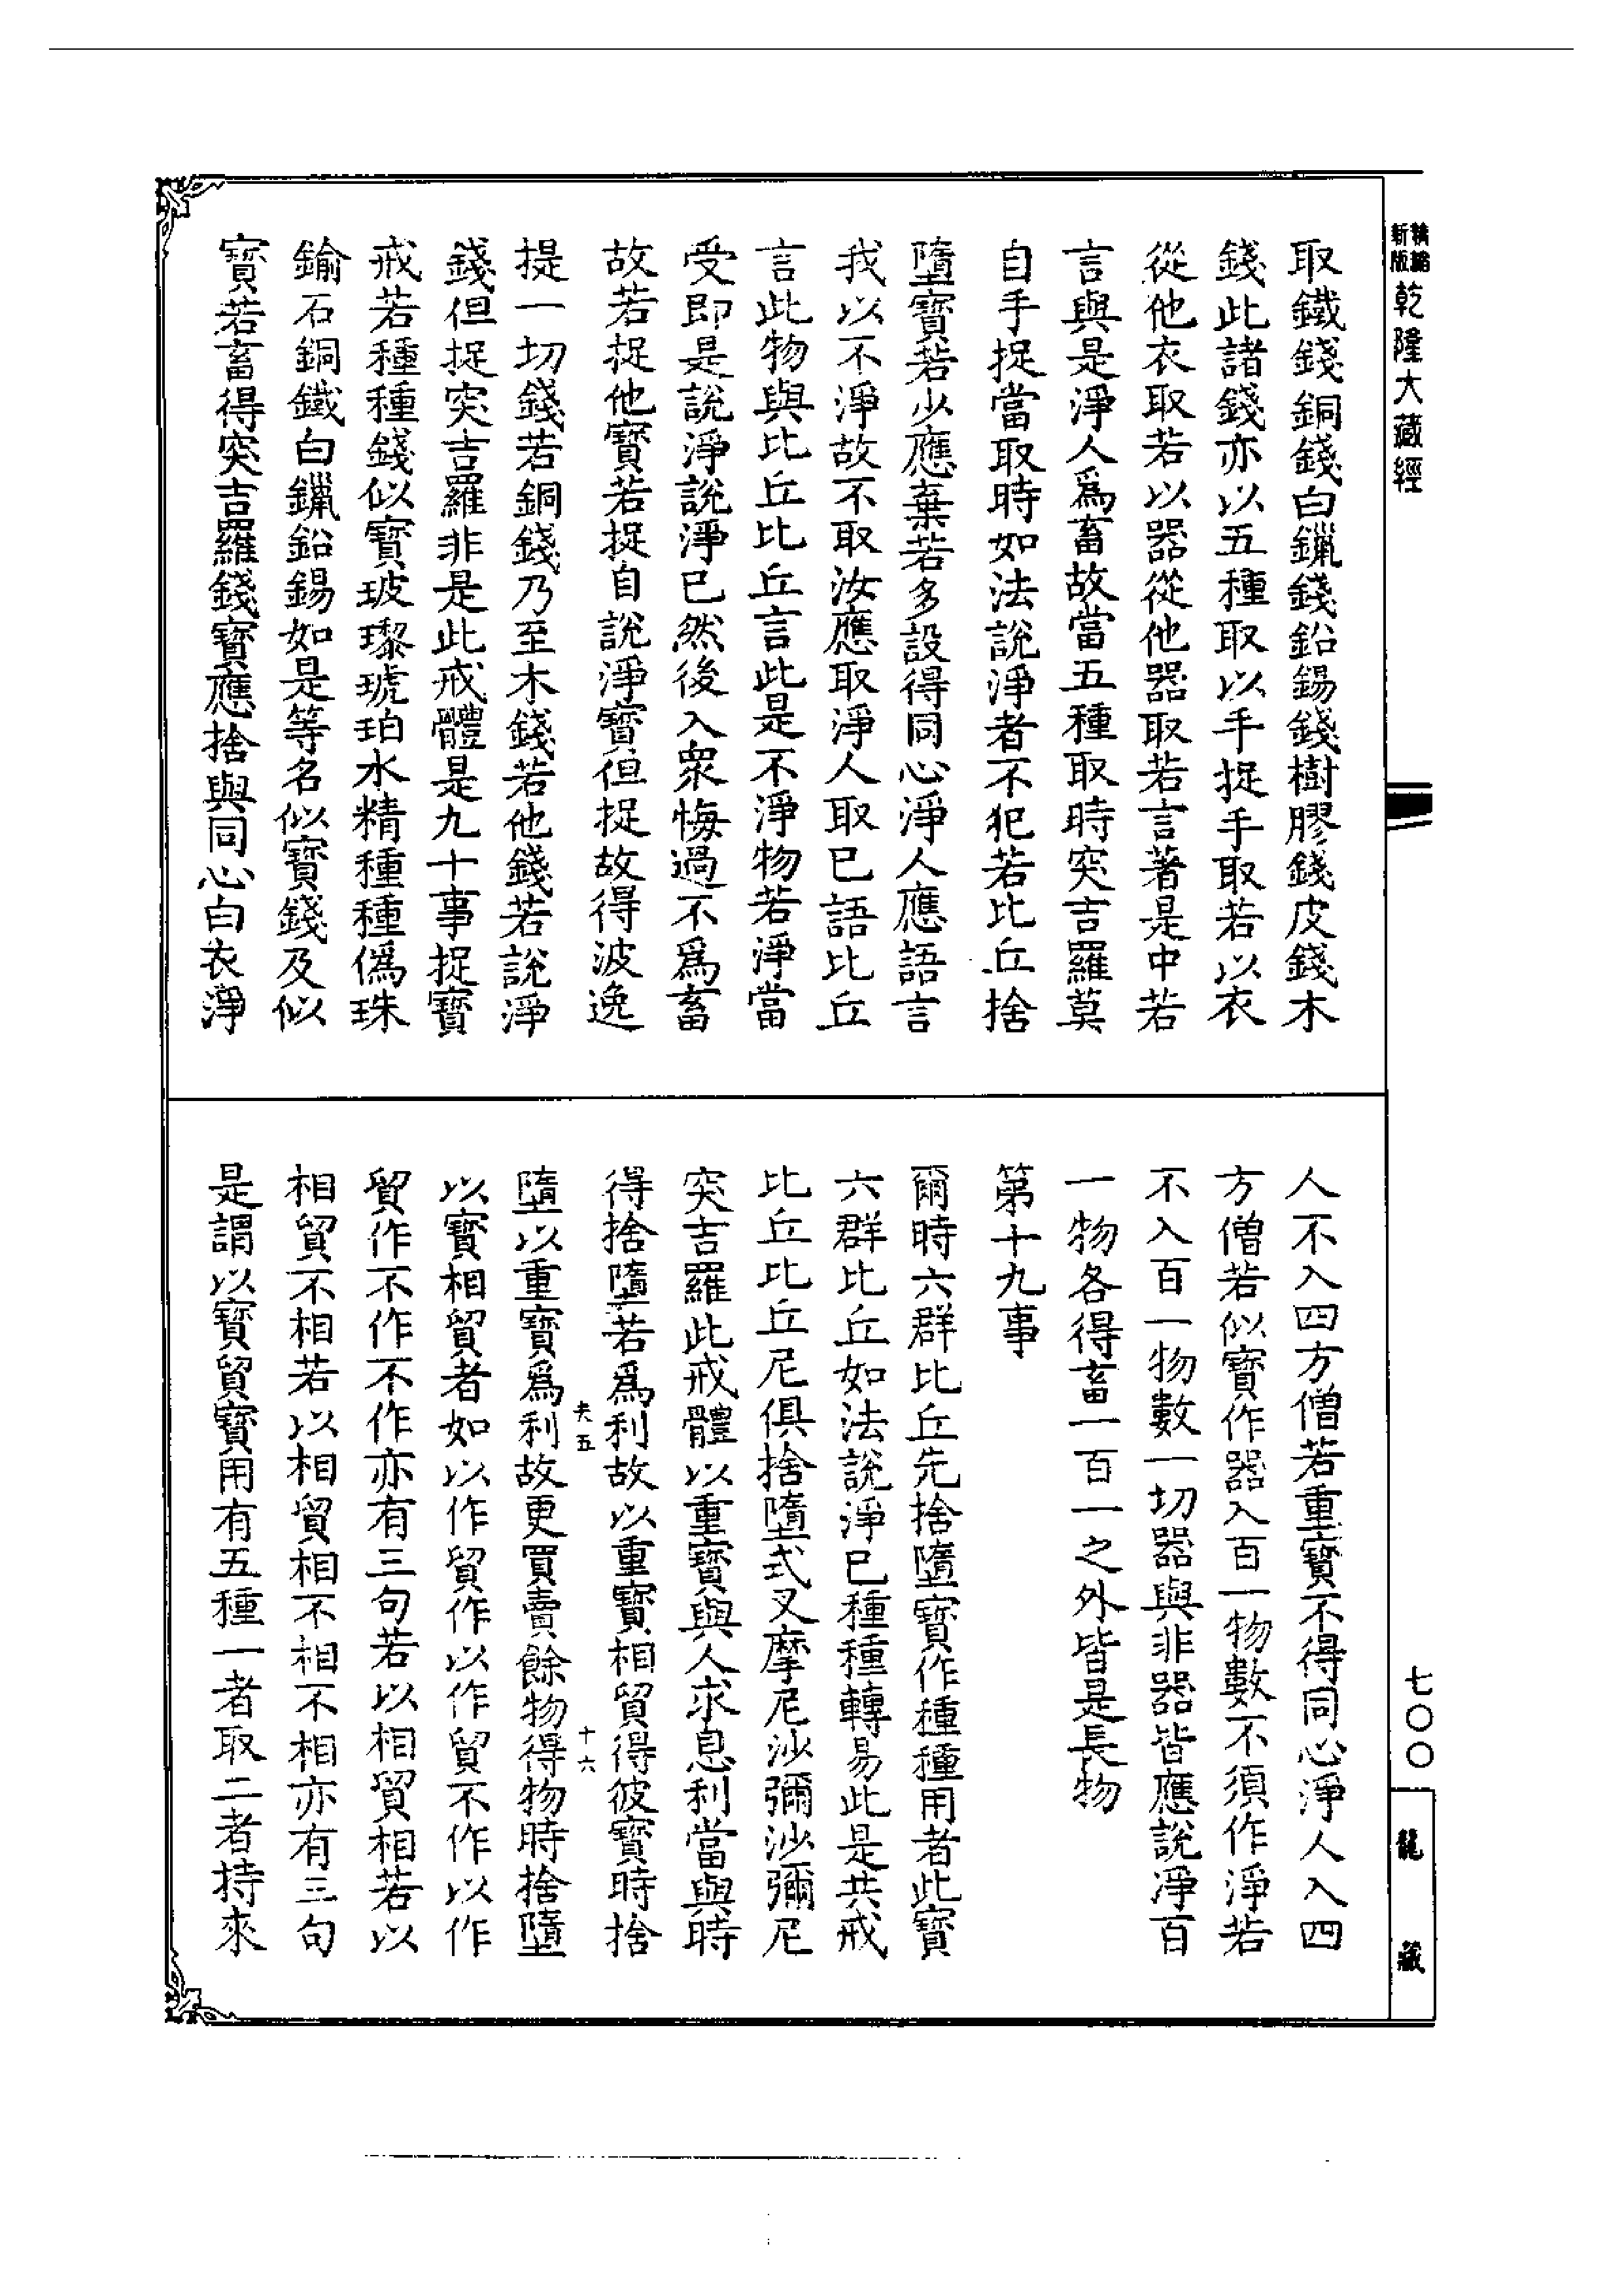 精縮
新版
乾隆大藏經
七〇〇
龍藏
取鐵錢銅錢白鑞錢鉛錫錢樹膠錢皮錢木
錢此諸錢亦以五種取以手捉手取若以衣
從他衣取若以器從他器取若言著是中若
言與是淨人爲畜故當五種取時突吉羅莫
自手捉當取時如法說淨者不犯若比丘捨
墮寶若少應棄若多設得同心淨人應語言
我以不淨故不取汝應取淨人取已語比丘
言此物與比丘比丘言此是不淨物若淨當
受即是說淨說淨已然後入衆悔過不爲畜
故若捉他寶若捉自說淨寶但捉故得波逸
提一切錢若銅錢乃至木錢若他錢若說淨
錢但捉突吉羅非是此戒體是九十事捉寶
戒若種種錢似寶玻瓈琥珀水精種種僞珠
鍮石銅鐵白鑞鉛錫如是等名似寶錢及似
寶若畜得突吉羅錢寶應捨與同心白衣淨
人不入四方僧若重寶不得同心淨人入四
方僧若似寶作器入百一物數不須作淨若
不入百一物數一切器與非器皆應說淨百
一物各得畜一百一之外皆是長物
第十九事
爾時六群比丘先捨墮寶作種種用者此寶
六群比丘如法說淨已種種轉易此是共戒
比丘比丘尼俱捨墮式叉摩尼沙彌沙彌尼
突吉羅此戒體以重寶與人求息利當與時
得捨墮若爲利故以重寶相貿得彼寶時捨
夫五
十六
墮以重寶爲利故更買賣餘物得物時捨墮
以寶相貿者如以作貿作以作貿不作以作
貿作不作不作亦有三句若以相貿相若以
相貿不相若以相貿相不相不相亦有三句
是謂以寶貿寶用有五種一者取二者持來